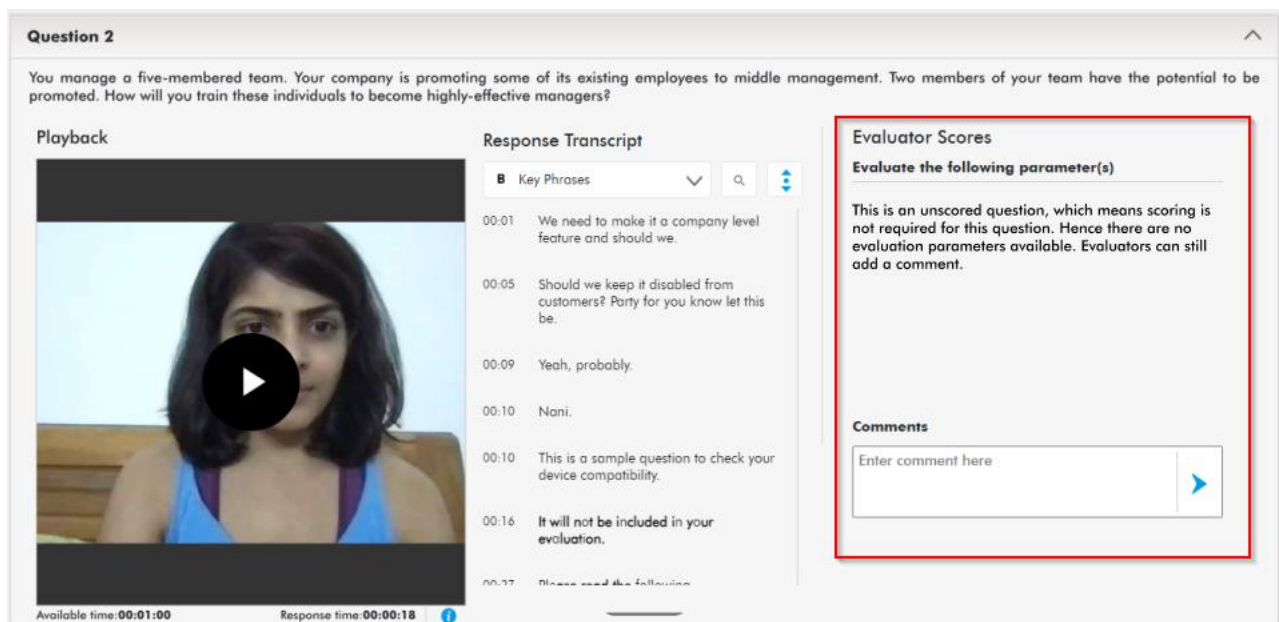 Question 2
You manage a five-membered team. Your company is promoting some of its existing employees to middle management. Two members of your team have the potential to be
promoted. How will you train these individuals to become highly-effective managers?
Playback
Response Transcript
B Key Phrases
00:01 We need to make it a company level
feature and should we.
00:05 Should we keep it disabled from
customers? Party for you know let this
be.
00:09 Yeah, probably.
00:10 Nani.
00:10 This is a sample question to check your
device compatibility.
00:16 It will not be included in your
evaluation.
00:27 Please read the following
Available time:00:01:00 Response time:00:00:18
Evaluator Scores
Evaluate the following parameter(s)
This is an unscored question, which means scoring is
not required for this question. Hence there are no
evaluation parameters available. Evaluators can still
add a comment.
Comments
Enter comment here